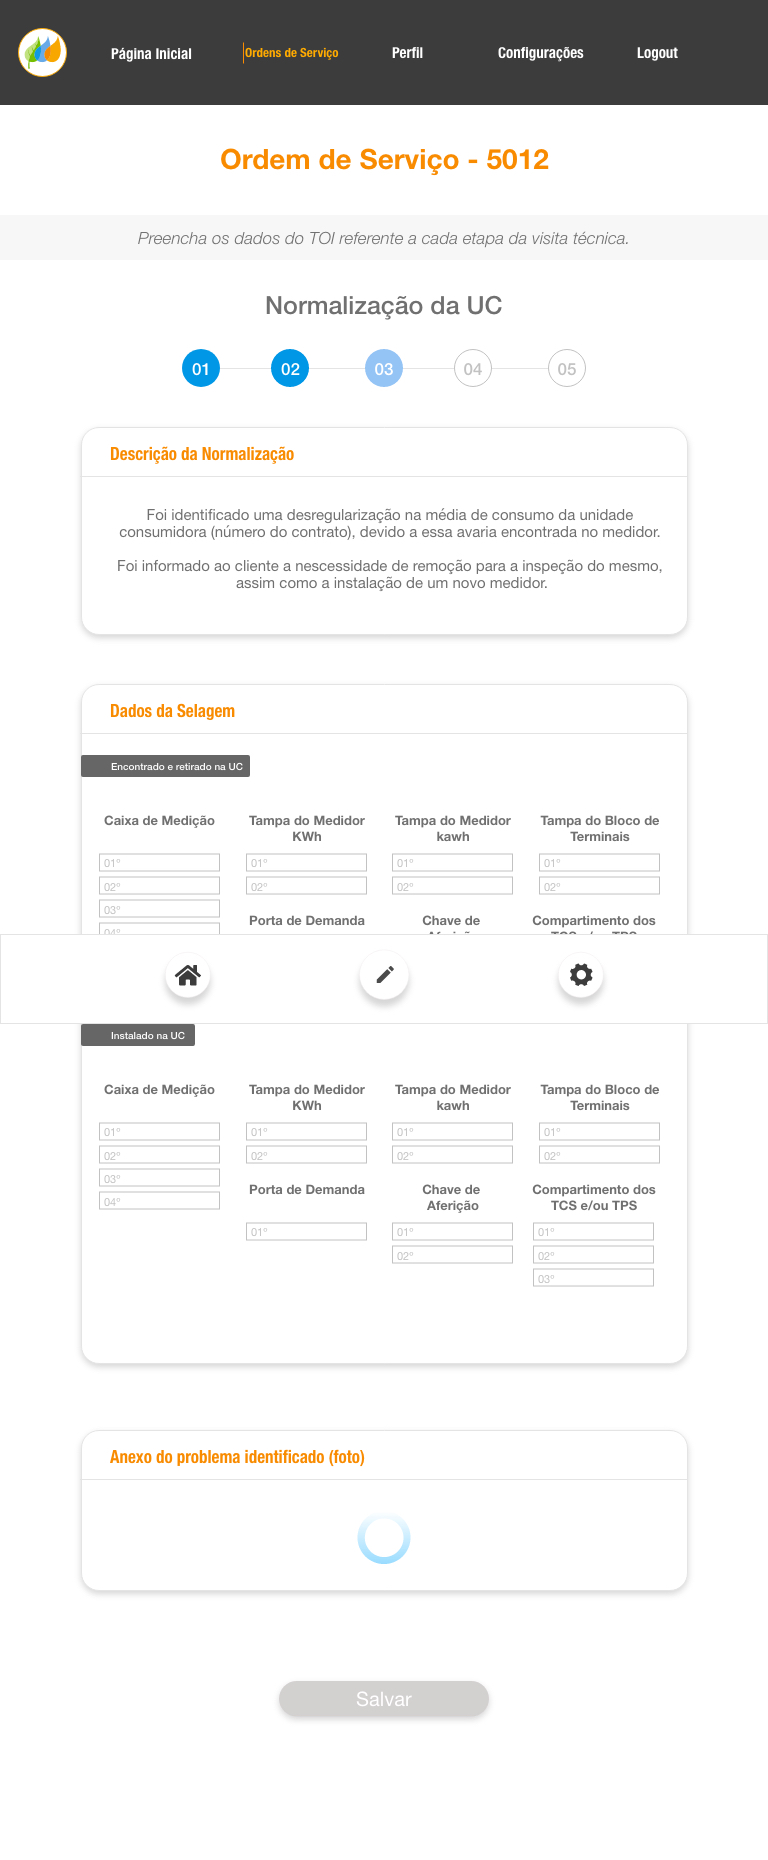 Página Inicial
Ordens de Serviço
Perfil
Configurações
Logout
Ordem de Serviço - 5012
Preencha os dados do TOI referente a cada etapa da visita técnica.
Normalização da UC
01 02 03 04 05
Descrição da Normalização
Foi identificado uma desregularização na média de consumo da unidade
consumidora (número do contrato), devido a essa avaria encontrada no medidor.
Foi informado ao cliente a nescessidade de remoção para a inspeção do mesmo,
assim como a instalação de um novo medidor.
Dados da Selagem
Encontrado e retirado na UC
Caixa de Medição
01º
02º
03º
04º
Tampa do Medidor
KWh
01º
02º
Tampa do Medidor
kawh
01º
02º
Tampa do Bloco de
Terminais
01º
02º
Porta de Demanda
Chave de
Aferição
Compartimento dos
TCS e/ou TPS
Instalado na UC
Caixa de Medição
01º
02º
03º
04º
Tampa do Medidor
KWh
01º
02º
Tampa do Medidor
kawh
01º
02º
Tampa do Bloco de
Terminais
01º
02º
Porta de Demanda
01º
Chave de
Aferição
01º
02º
Compartimento dos
TCS e/ou TPS
01º
02º
03º
Anexo do problema identificado (foto)
Salvar